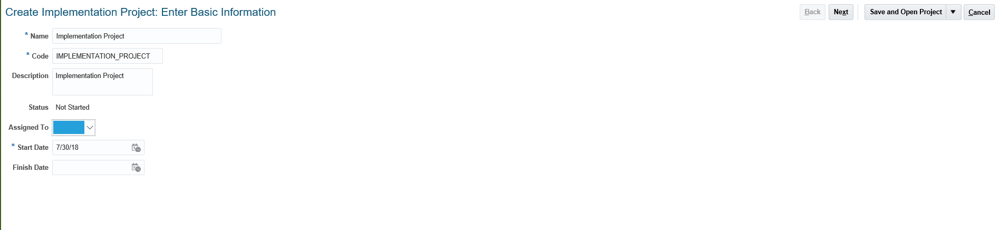 Create Implementation Project: Enter Basic Information
Back Next Save and Open Project Cancel
* Name Implementation Project
* Code IMPLEMENTATION_PROJECT
Description Implementation Project
Status Not Started
Assigned To
* Start Date 7/30/18
Finish Date